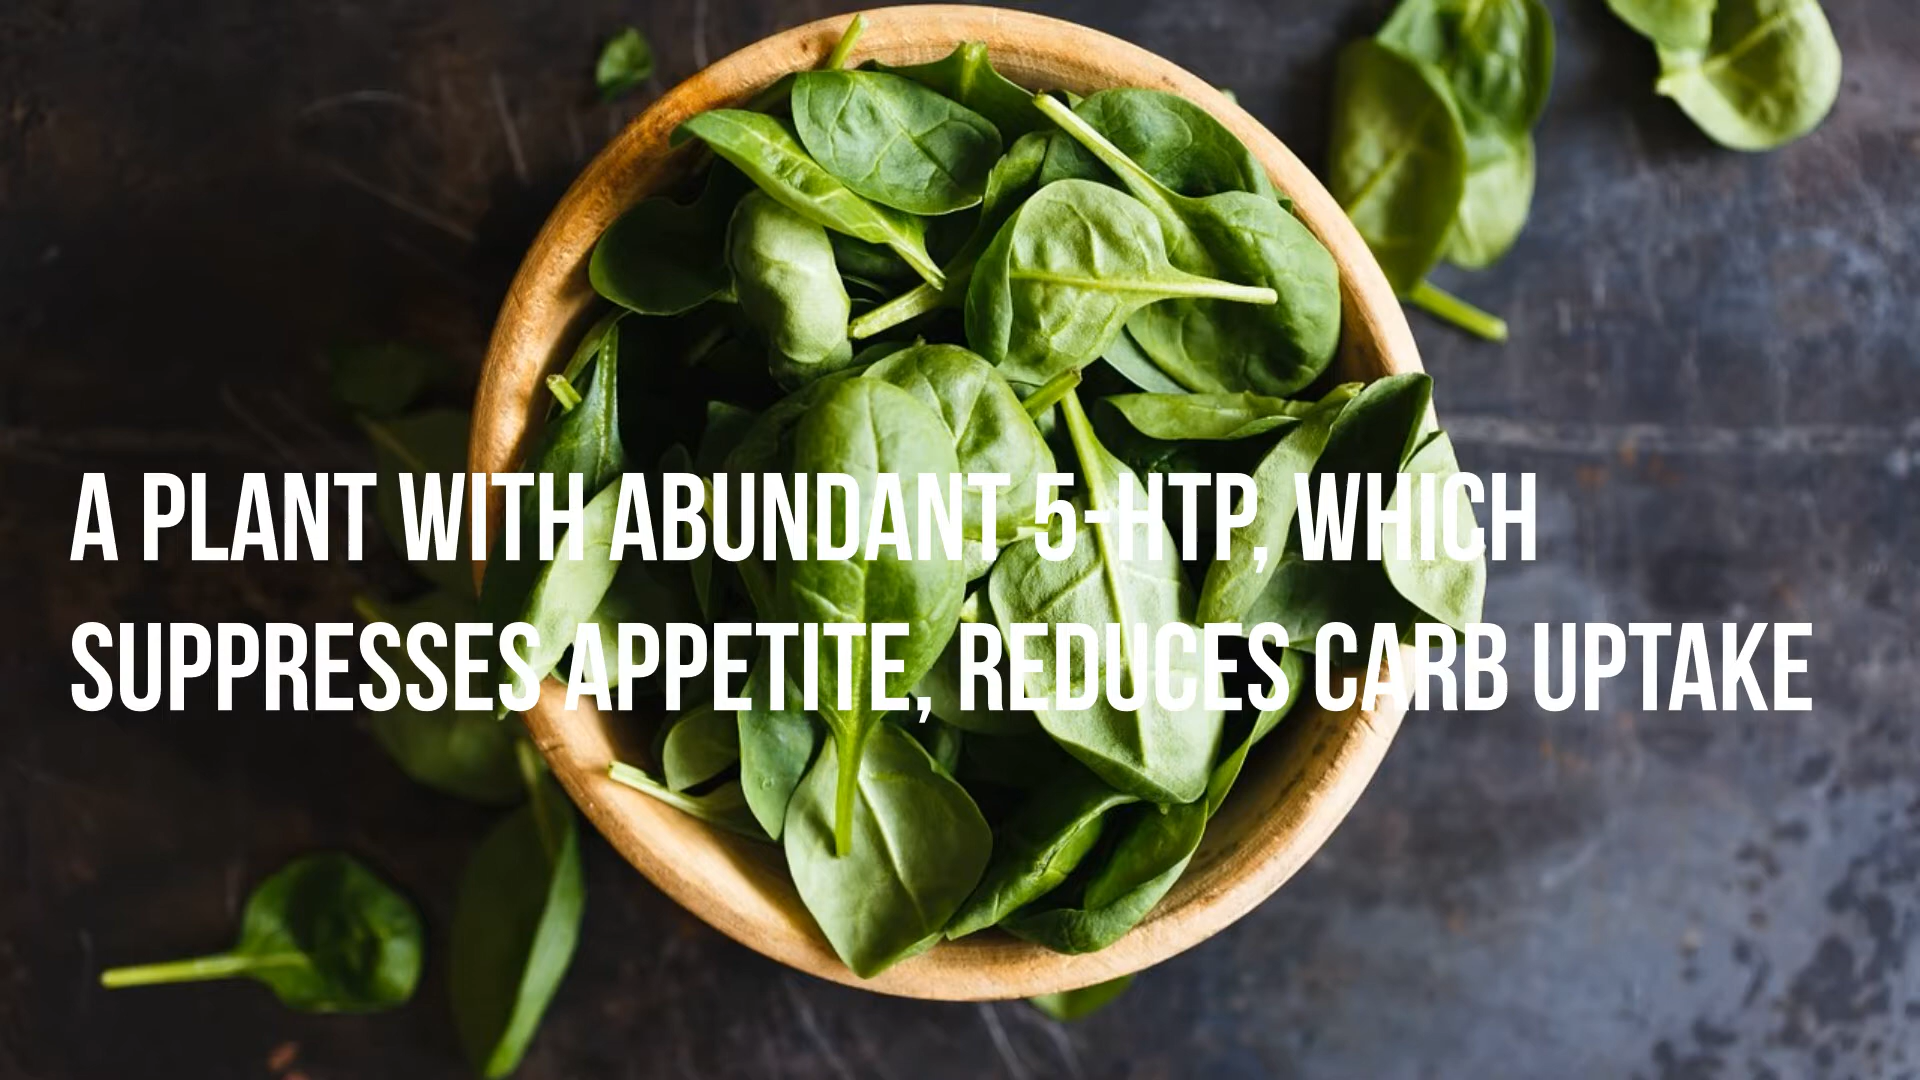 A PLANT WITH ABUNDANT 5-HTP, WHICH
SUPPRESSES APPETITE, REDUCES CARB UPTAKE